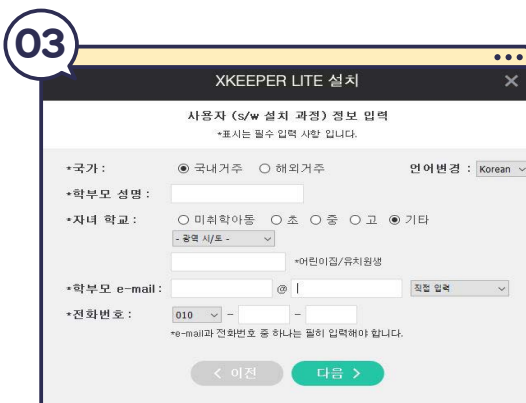 03
XKEEPER LITE 설치
사용자 (s/w 설치 과정) 정보 입력
*표시는 필수 입력 사항 입니다.
*국가 : 국내거주 해외거주 언어변경 : Korean
*학부모 성명 :
*자녀 학교 : 미취학아동 초 중 고 기타
- 광역 시/도 -
*어린이집/유치원생
*학부모 e-mail : @ 직접 입력
*전화번호 : 010 - -
*e-mail과 전화번호 중 하나는 필히 입력해야 합니다.
< 이전 다음 >